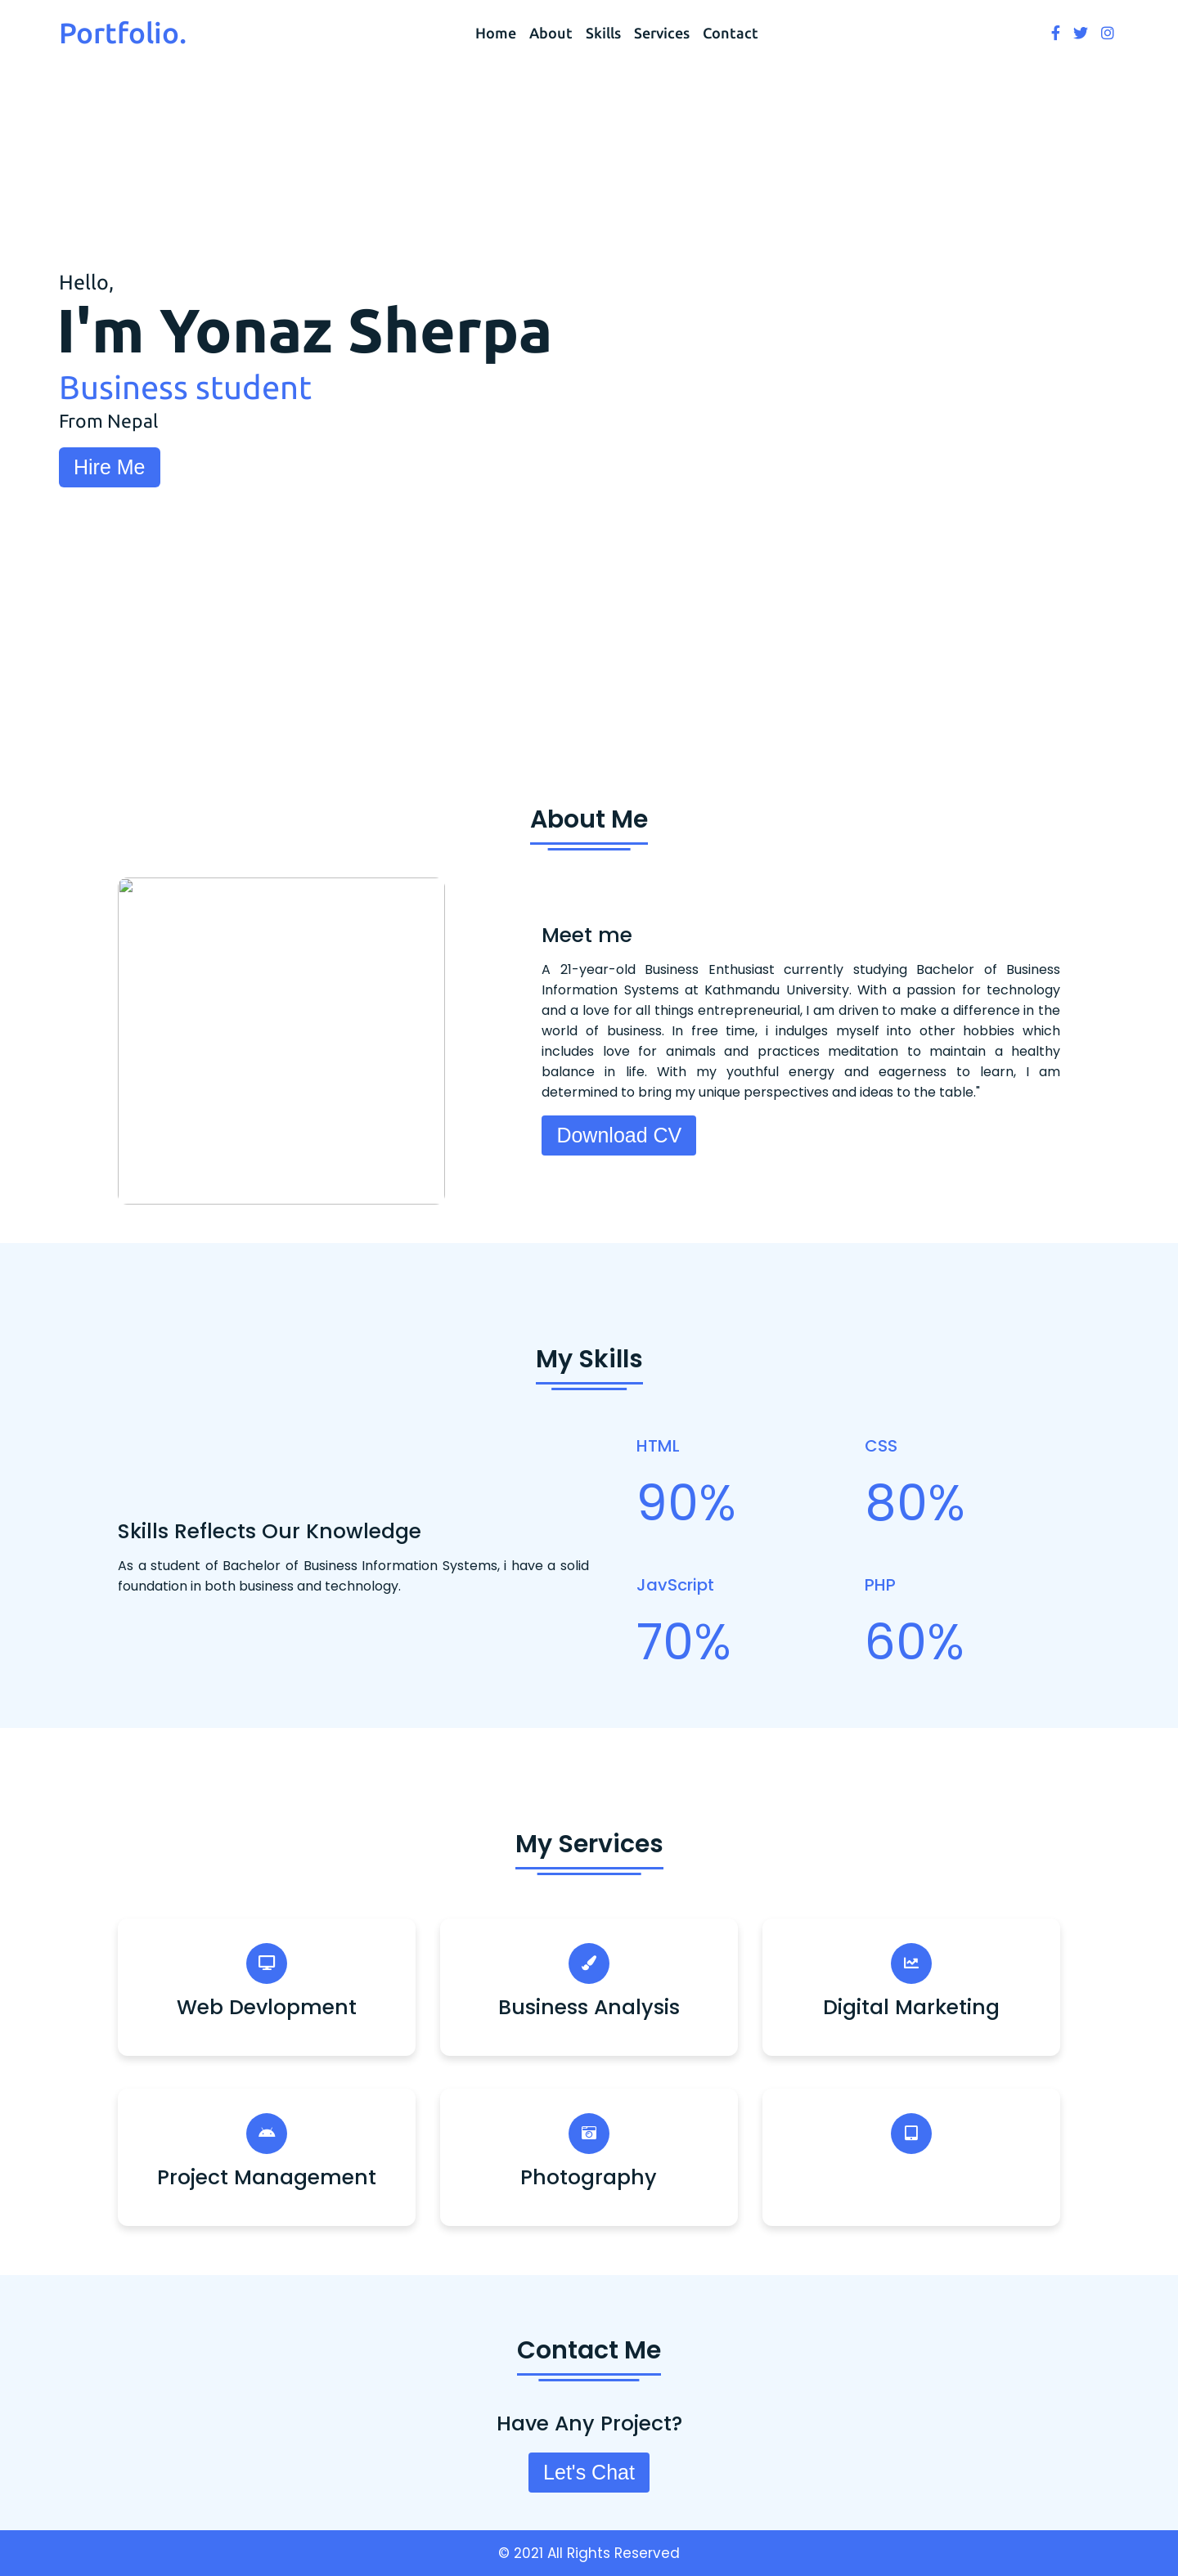 Portfolio.
Home About Skills Services Contact
Hello,
I'm Yonaz Sherpa
Business student
From Nepal
Hire Me
About Me
Meet me
A 21-year-old Business Enthusiast currently studying Bachelor of Business
Information Systems at Kathmandu University. With a passion for technology
and a love for all things entrepreneurial, I am driven to make a difference in the
world of business. In free time, i indulges myself into other hobbies which
includes love for animals and practices meditation to maintain a healthy
balance in life. With my youthful energy and eagerness to learn, I am
determined to bring my unique perspectives and ideas to the table."
Download CV
My Skills
Skills Reflects Our Knowledge
As a student of Bachelor of Business Information Systems, i have a solid
foundation in both business and technology.
HTML
90%
CSS
80%
JavScript
70%
PHP
60%
My Services
Web Devlopment
Business Analysis
Digital Marketing
Project Management
Photography
Contact Me
Have Any Project?
Let's Chat
© 2021 All Rights Reserved